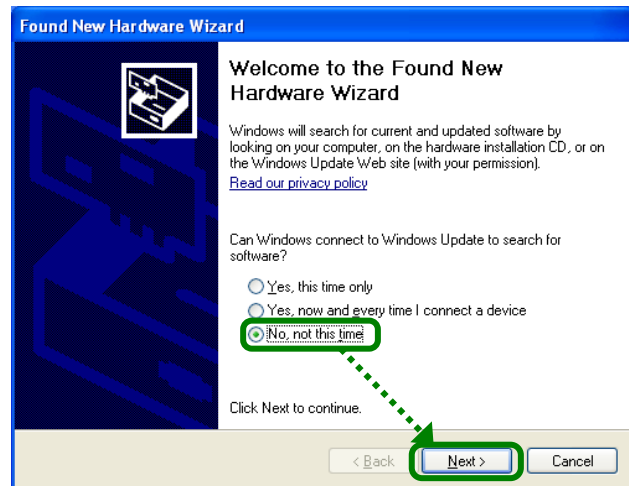 Found New Hardware Wizard
Welcome to the Found New
Hardware Wizard
Windows will search for current and updated software by
looking on your computer, on the hardware installation CD, or on
the Windows Update Web site (with your permission).
Read our privacy policy
Can Windows connect to Windows Update to search for
software?
Yes, this time only
Yes, now and every time I connect a device
No, not this time
Click Next to continue.
< Back
Next >
Cancel